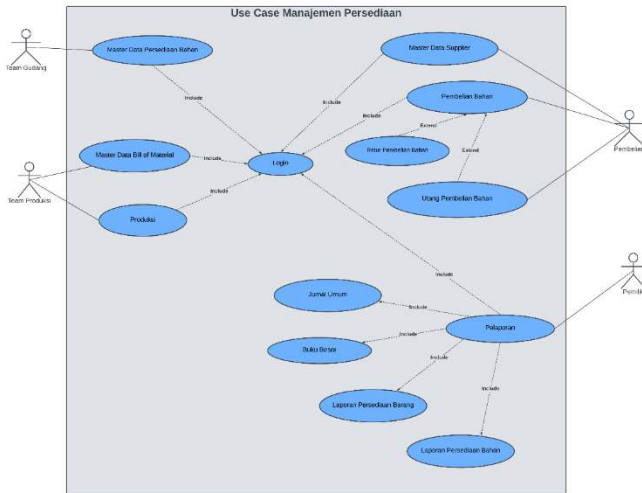 Use Case Manajemen Persediaan
Team Gudang
Master Data Persediaan Bahan
Master Data Supplier
Include
Include
Include
Pembelian Bahan
Pembelian
Extend
Retur Pembelian Bahan
Extend
Master Data Bill of Material
Include
Login
Include
Team Produksi
Produksi
Utang Pembelian Bahan
Include
Pemilik
Jurnal Umum
Include
Pelaporan
Include
Buku Besar
Include
Include
Laporan Persediaan Barang
Laporan Persediaan Bahan